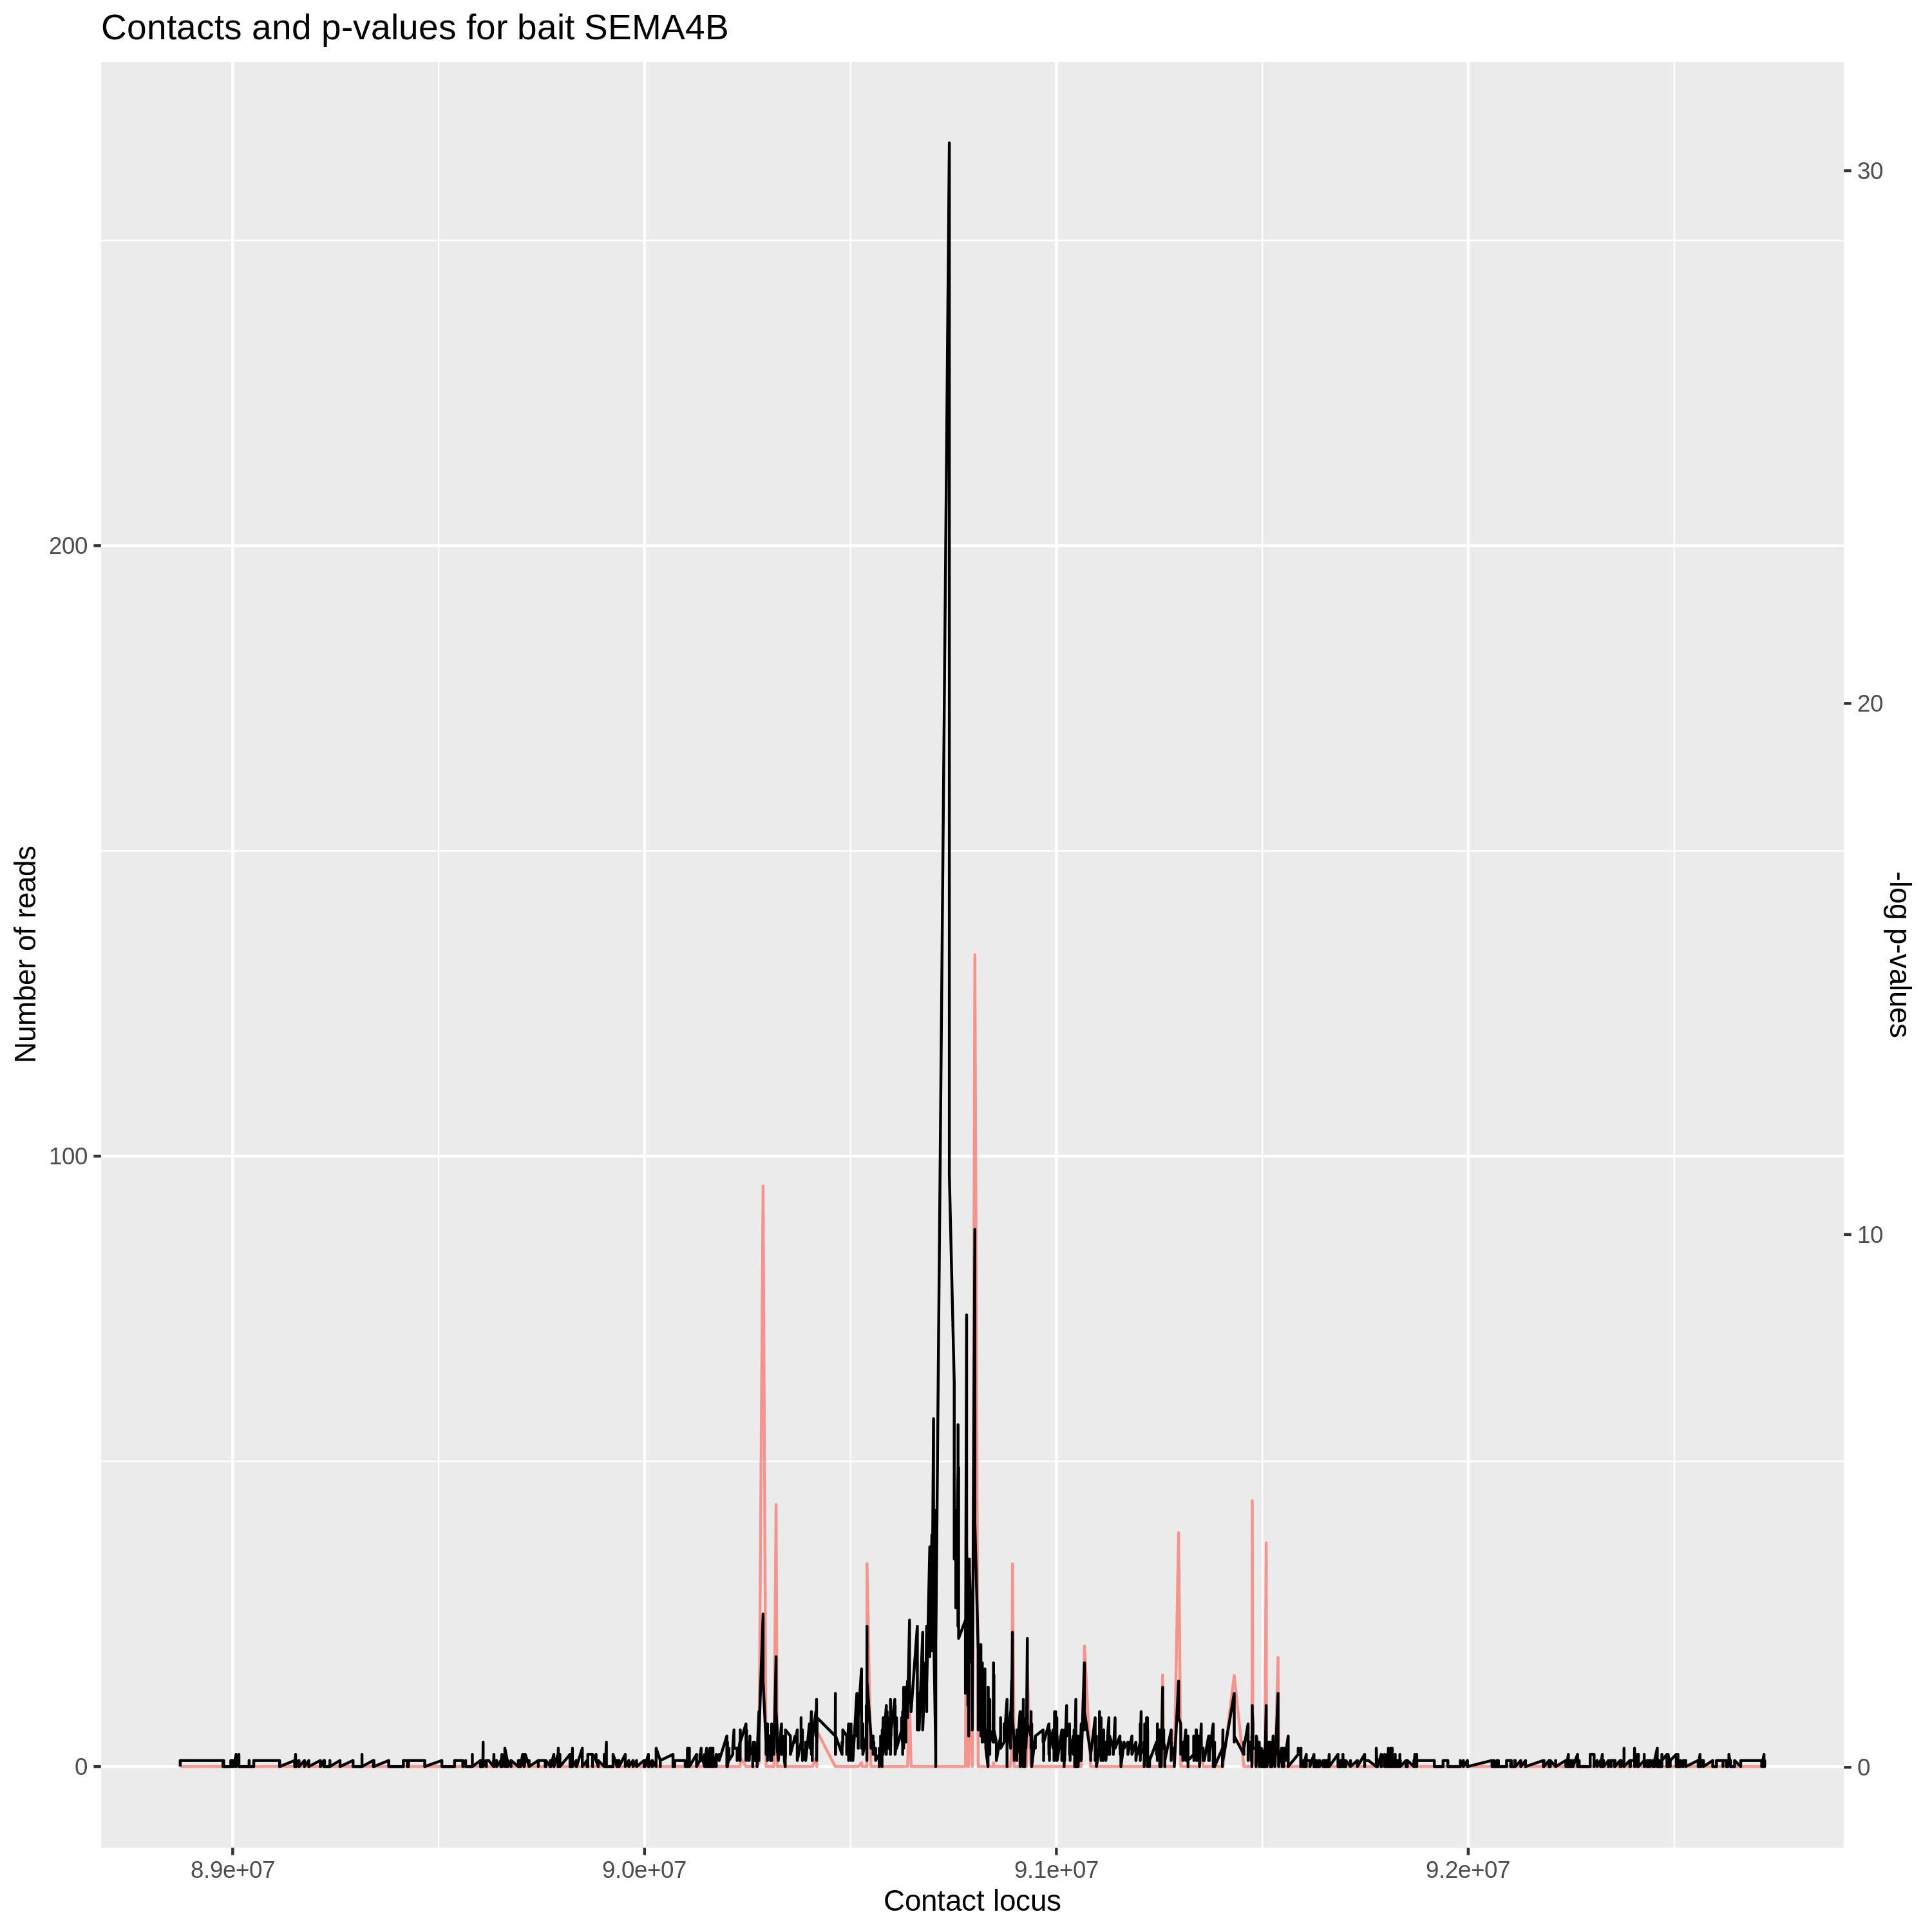 Contacts and p-values for bait SEMA4B
30
200
20
Number of reads
-log p-values
100
10
0
0
8.9e+07
9.0e+07
9.1e+07
9.2e+07
Contact locus